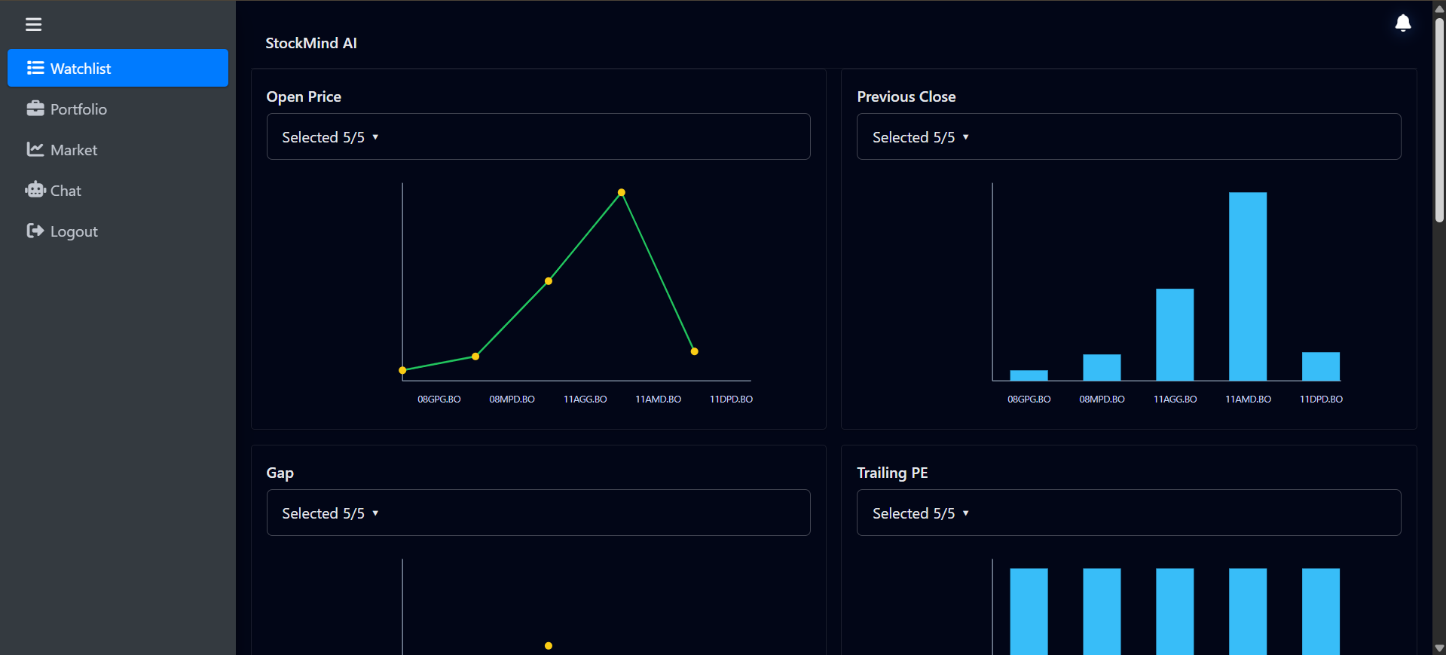 StockMind AI
Watchlist
Portfolio
Market
Chat
Logout
Open Price
Selected 5/5 ▾
08GPG.BO 08MPD.BO 11AGG.BO 11AMD.BO 11DPD.BO
Previous Close
Selected 5/5 ▾
08GPG.BO 08MPD.BO 11AGG.BO 11AMD.BO 11DPD.BO
Gap
Selected 5/5 ▾
Trailing PE
Selected 5/5 ▾